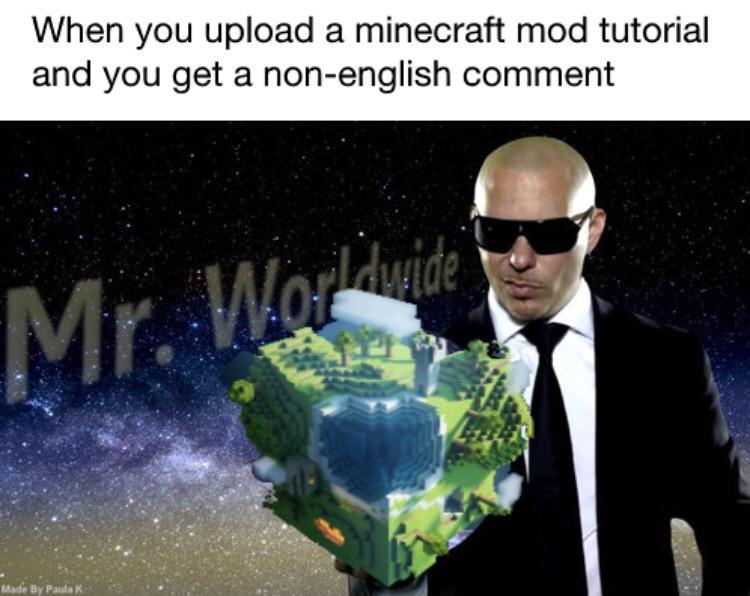 When you upload a minecraft mod tutorial
and you get a non-english comment
Mr. Worldwide
Made By Paula K